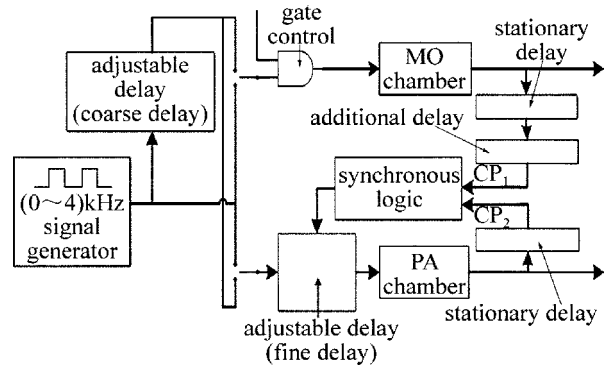 gate
control
stationary
delay
adjustable
delay
(coarse delay)
MO
chamber
additional delay
(0～4)kHz
signal
generator
synchronous
logic
CP1
CP2
PA
chamber
adjustable delay
(fine delay)
stationary delay